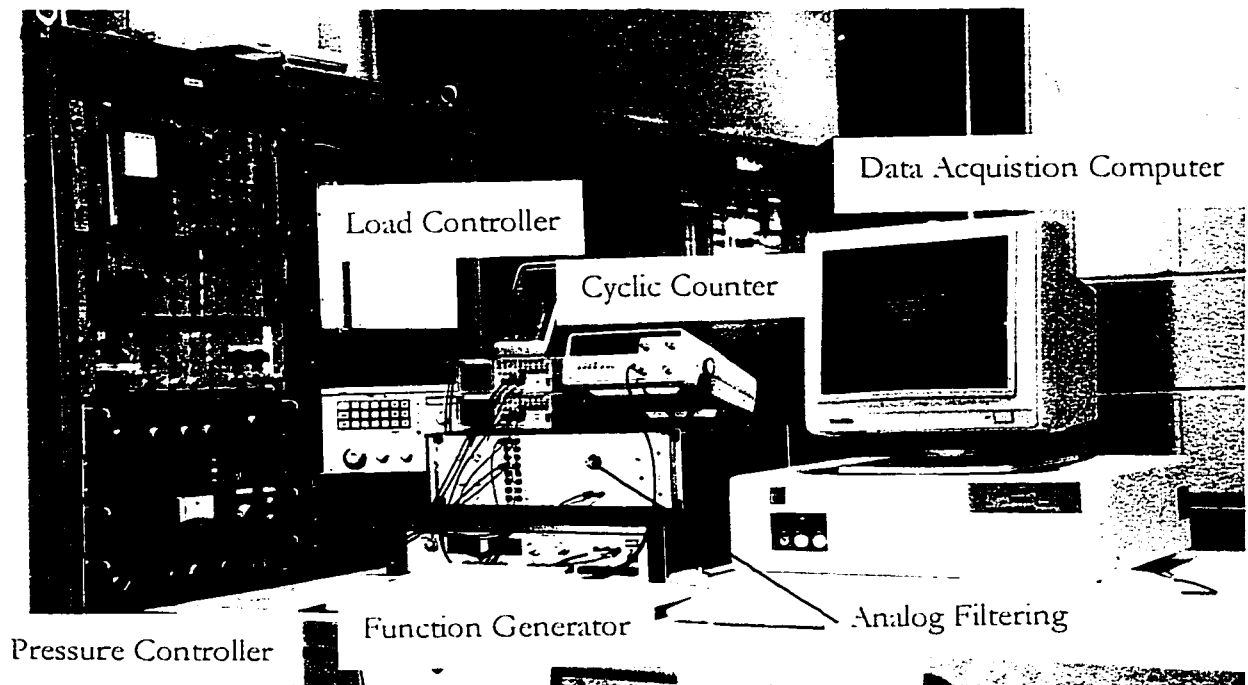 Data Acquistion Computer
Load Controller
Cyclic Counter
Function Generator
Analog Filtering
Pressure Controller